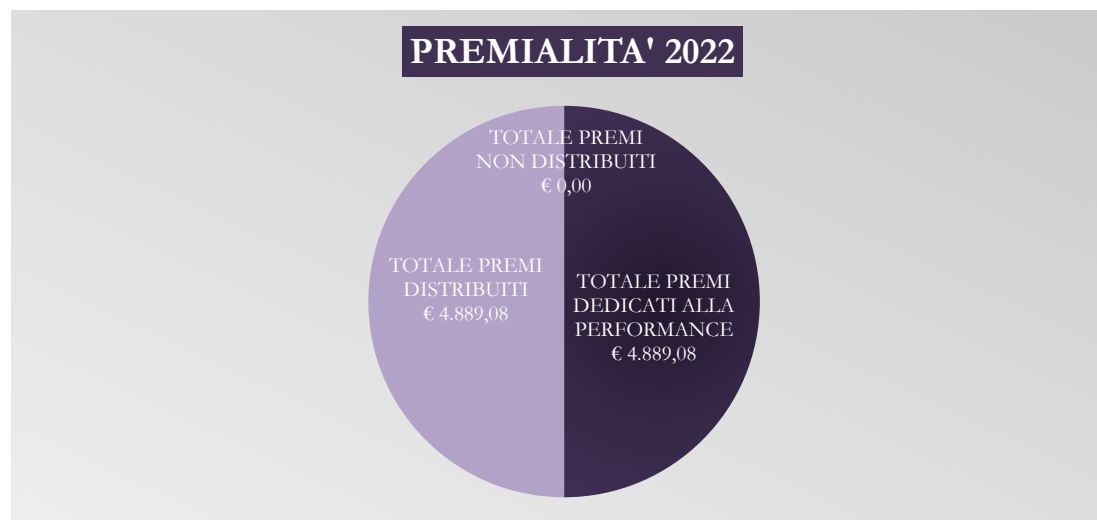 PREMIALITA' 2022
TOTALE PREMI
NON DISTRIBUITI
€ 0,00
TOTALE PREMI
DISTRIBUITI
€ 4.889,08
TOTALE PREMI
DEDICATI ALLA
PERFORMANCE
€ 4.889,08